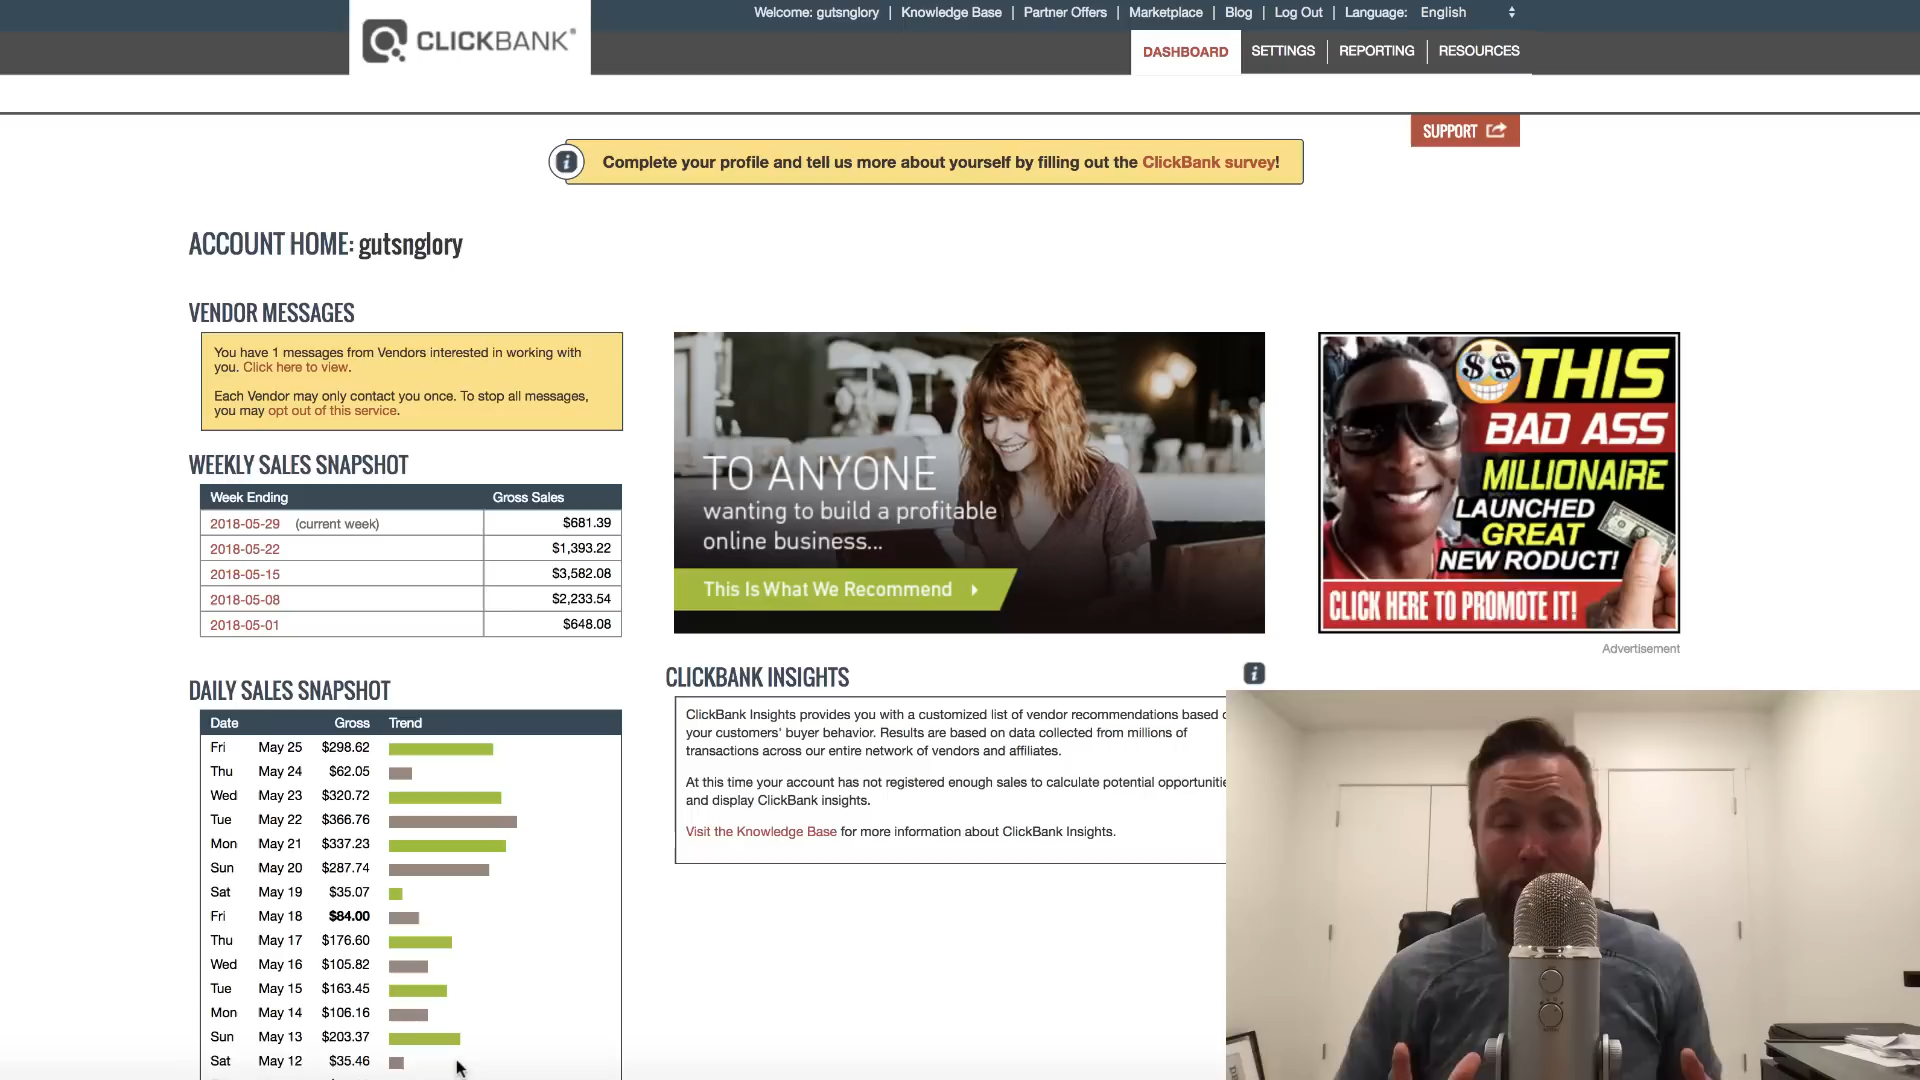 Welcome: gutsnglory | Knowledge Base | Partner Offers | Marketplace | Blog | Log Out | Language: English
CLICKBANK®
DASHBOARD SETTINGS REPORTING RESOURCES
SUPPORT
Complete your profile and tell us more about yourself by filling out the ClickBank survey!
ACCOUNT HOME: gutsnglory
VENDOR MESSAGES
You have 1 messages from Vendors interested in working with
you. Click here to view.
Each Vendor may only contact you once. To stop all messages,
you may opt out of this service.
WEEKLY SALES SNAPSHOT
Week Ending Gross Sales
2018-05-29 (current week) $681.39
2018-05-22 $1,393.22
2018-05-15 $3,582.08
2018-05-08 $2,233.54
2018-05-01 $648.08
TO ANYONE
wanting to build a profitable
online business...
This Is What We Recommend
THIS
BAD ASS
MILLIONAIRE
LAUNCHED
GREAT
NEW RODUCT!
CLICK HERE TO PROMOTE IT!
Advertisement
DAILY SALES SNAPSHOT
Date Gross Trend
Fri May 25 $298.62
Thu May 24 $62.05
Wed May 23 $320.72
Tue May 22 $366.76
Mon May 21 $337.23
Sun May 20 $287.74
Sat May 19 $35.07
Fri May 18 $84.00
Thu May 17 $176.60
Wed May 16 $105.82
Tue May 15 $163.45
Mon May 14 $106.16
Sun May 13 $203.37
Sat May 12 $35.46
CLICKBANK INSIGHTS
ClickBank Insights provides you with a customized list of vendor recommendations based
your customers' buyer behavior. Results are based on data collected from millions of
transactions across our entire network of vendors and affiliates.
At this time your account has not registered enough sales to calculate potential opportunitie
and display ClickBank insights.
Visit the Knowledge Base for more information about ClickBank Insights.